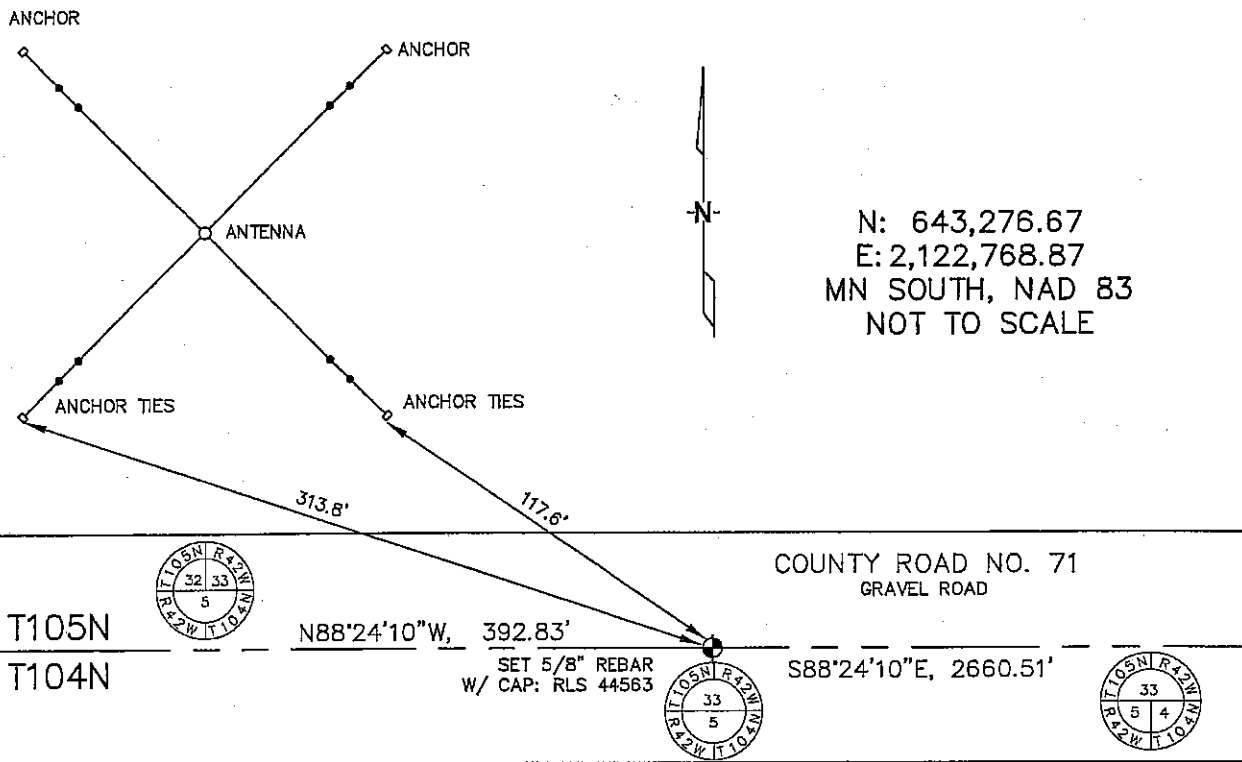 ANCHOR
ANCHOR
N
ANTENNA
N: 643,276.67
E: 2,122,768.87
MN SOUTH, NAD 83
NOT TO SCALE
ANCHOR TIES
ANCHOR TIES
313.8'
117.6'
COUNTY ROAD NO. 71
GRAVEL ROAD
T105N R42W
32 33
5
R42W T104N
T105N
N88°24'10"W, 392.83'
T104N
SET 5/8" REBAR
W/ CAP: RLS 44563
S88°24'10"E, 2660.51'
T105N R42W
33
5
R42W T104N
T105N R42W
33
5 4
R42W T104N